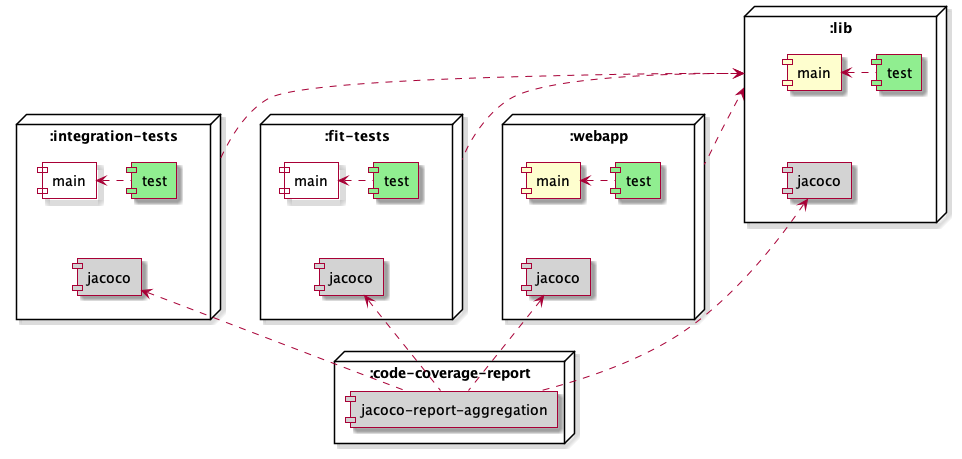 :lib
main
test
jacoco
:integration-tests
main
test
jacoco
:fit-tests
main
test
jacoco
:webapp
main
test
jacoco
:code-coverage-report
jacoco-report-aggregation